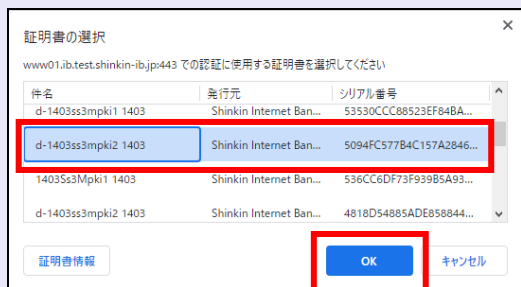 証明書の選択
www01.ib.test.shinkin-ib.jp:443 での認証に使用する証明書を選択してください
件名 発行元 シリアル番号
d-1403ss3mpki1 1403 Shinkin Internet Ban... 53530CCC88523EF84BA...
d-1403ss3mpki2 1403 Shinkin Internet Ban... 5094FC577B4C157A2846...
1403Ss3Mpki1 1403 Shinkin Internet Ban... 536CC6DF73F939B5A93...
d-1403ss3mpki2 1403 Shinkin Internet Ban... 4818D54885ADE858844...
証明書情報 OK キャンセル